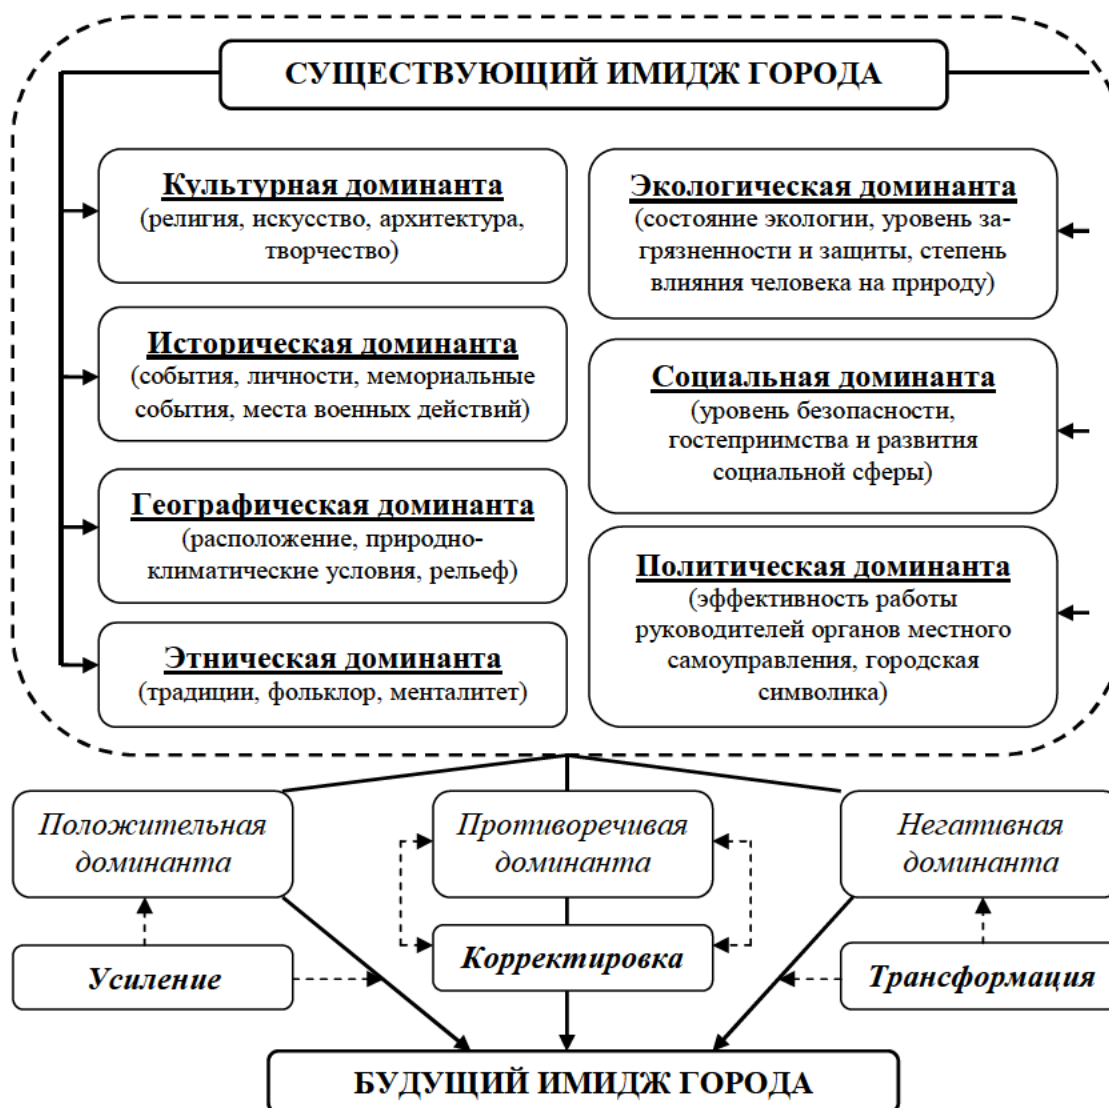 СУЩЕСТВУЮЩИЙ ИМИДЖ ГОРОДА
Культурная доминанта
(религия, искусство, архитектура,
творчество)
Историческая доминанта
(события, личности, мемориальные
события, места военных действий)
Географическая доминанта
(расположение, природно-
климатические условия, рельеф)
Этническая доминанта
(традиции, фольклор, менталитет)
Экологическая доминанта
(состояние экологии, уровень за-
грязненности и защиты, степень
влияния человека на природу)
Социальная доминанта
(уровень безопасности,
гостеприимства и развития
социальной сферы)
Политическая доминанта
(эффективность работы
руководителей органов местного
самоуправления, городская
символика)
Положительная
доминанта
Противоречивая
доминанта
Негативная
доминанта
Усиление
Корректировка
Трансформация
БУДУЩИЙ ИМИДЖ ГОРОДА